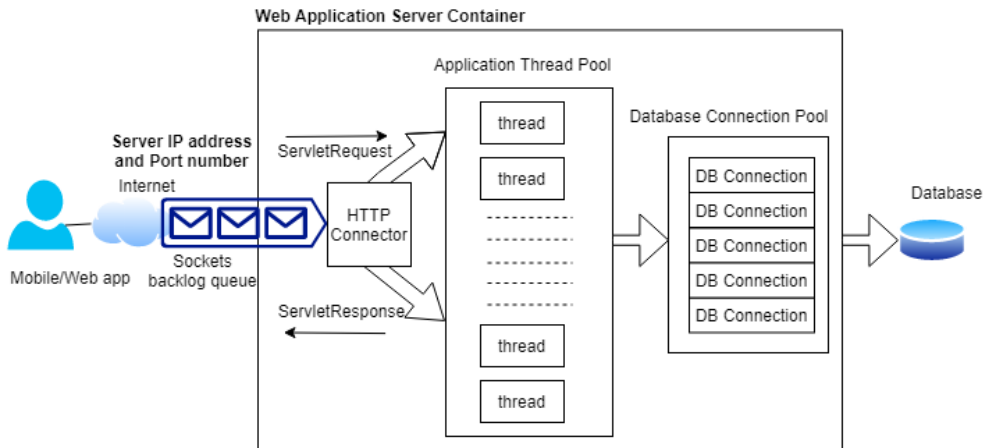 Web Application Server Container
Application Thread Pool
Server IP address
and Port number
Internet
Mobile/Web app
Sockets
backlog queue
ServletRequest
HTTP
Connector
ServletResponse
thread
thread
thread
thread
Database Connection Pool
DB Connection
DB Connection
DB Connection
DB Connection
DB Connection
Database